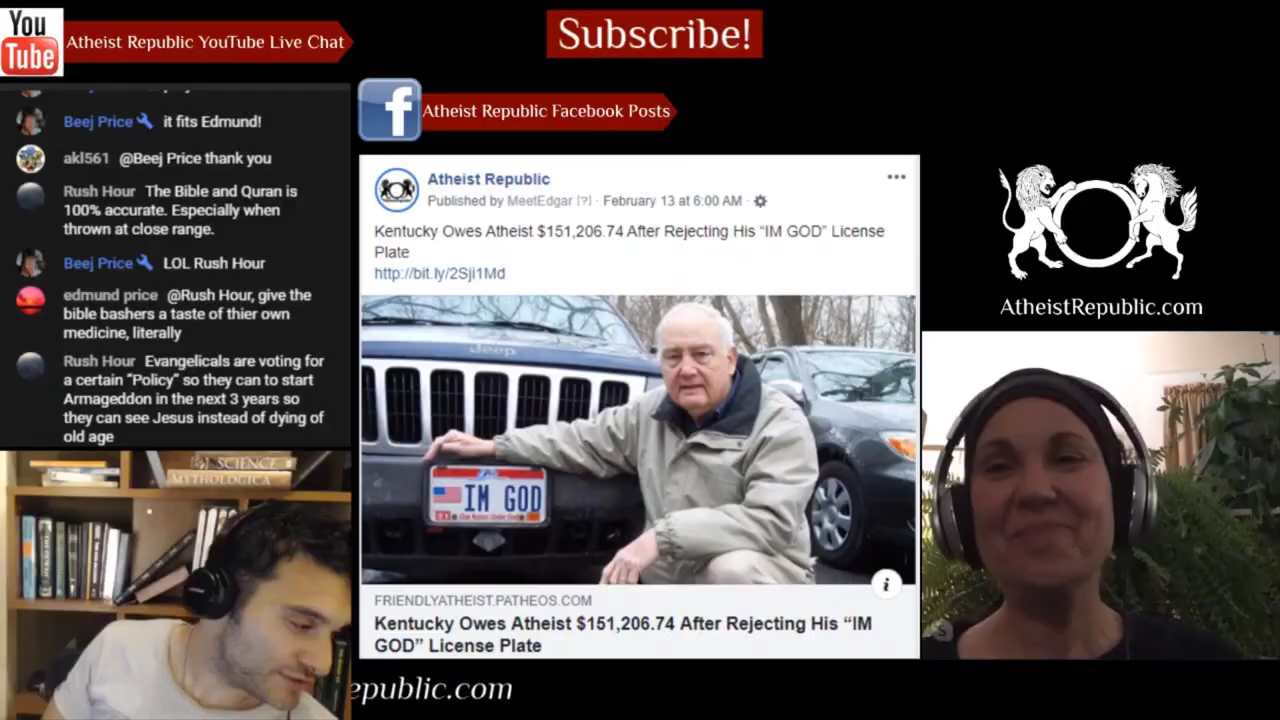 You
Tube
Atheist Republic YouTube Live Chat
Subscribe!
Beej Price it fits Edmund!
akl561 @Beej Price thank you
Rush Hour The Bible and Quran is
100% accurate. Especially when
thrown at close range.
Beej Price LOL Rush Hour
edmund price @Rush Hour, give the
bible bashers a taste of thier own
medicine, literally
Rush Hour Evangelicals are voting for
a certain "Policy" so they can to start
Armageddon in the next 3 years so
they can see Jesus instead of dying of
old age
f
Atheist Republic Facebook Posts
Atheist Republic
Published by MeetEdgar [?] · February 13 at 6:00 AM ·
Kentucky Owes Atheist $151,206.74 After Rejecting His “IM GOD” License
Plate
http://bit.ly/2Sji1Md
Jeep
IM GOD
i
FRIENDLYATHEIST.PATHEOS.COM
Kentucky Owes Atheist $151,206.74 After Rejecting His “IM
GOD” License Plate
AtheistRepublic.com
SCIENCE
MYTHOLOGICA
epublic.com